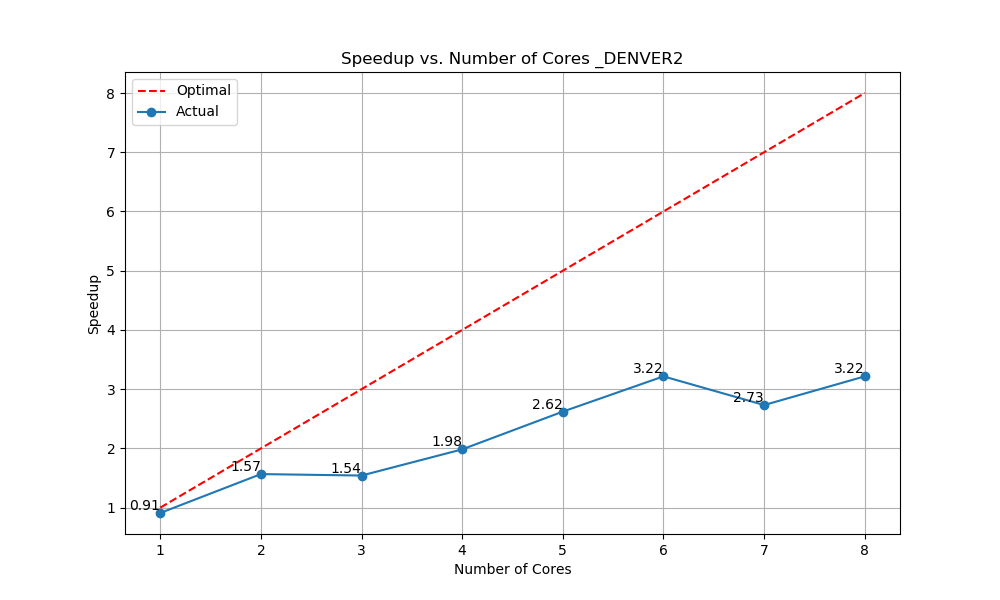 Speedup vs. Number of Cores _DENVER2
Optimal
Actual
8
7
6
5
4
3
2
1
Speedup
0.91
1.57
1.54
1.98
2.62
3.22
2.73
3.22
1 2 3 4 5 6 7 8
Number of Cores